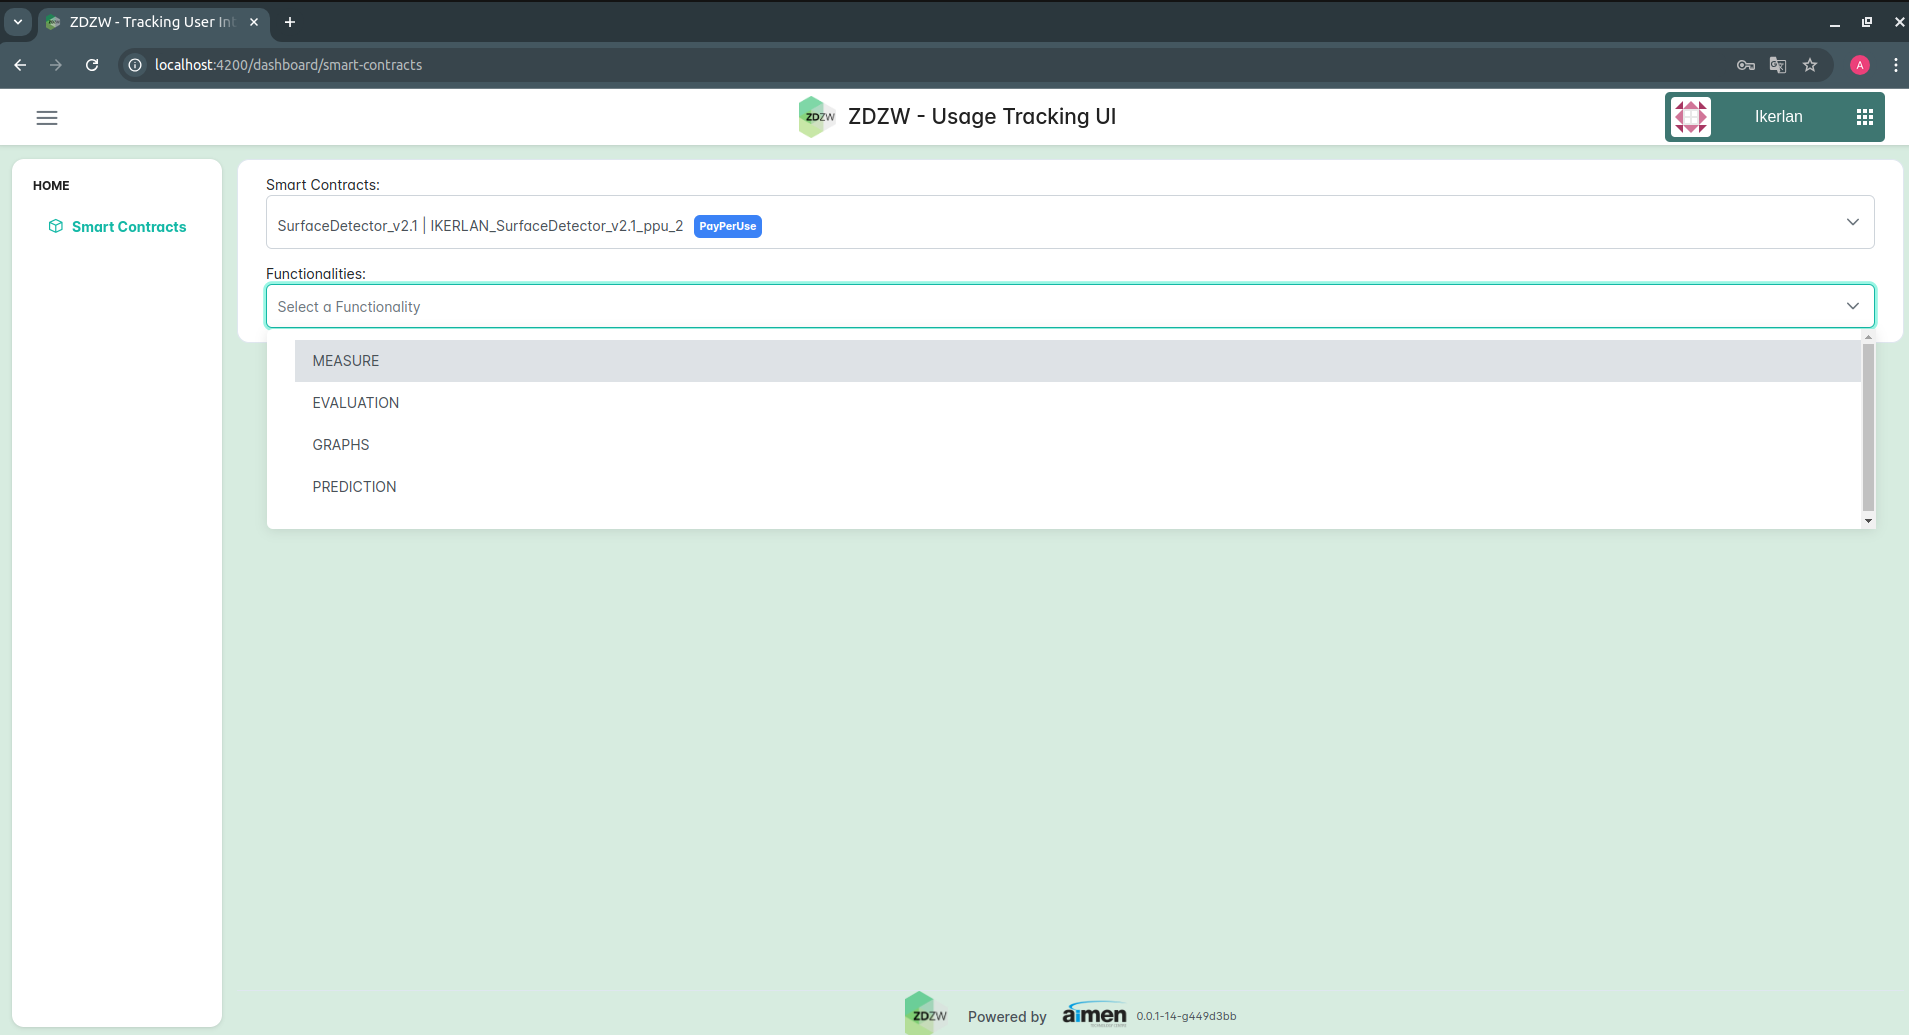 ZDZW - Tracking User Int
localhost:4200/dashboard/smart-contracts
A
ZDZW
ZDZW - Usage Tracking UI
Ikerlan
HOME
Smart Contracts
Smart Contracts:
SurfaceDetector_v2.1 | IKERLAN_SurfaceDetector_v2.1_ppu_2 PayPerUse
Functionalities:
Select a Functionality
MEASURE
EVALUATION
GRAPHS
PREDICTION
ZDZW
Powered by
aimen
0.0.1-14-g449d3bb